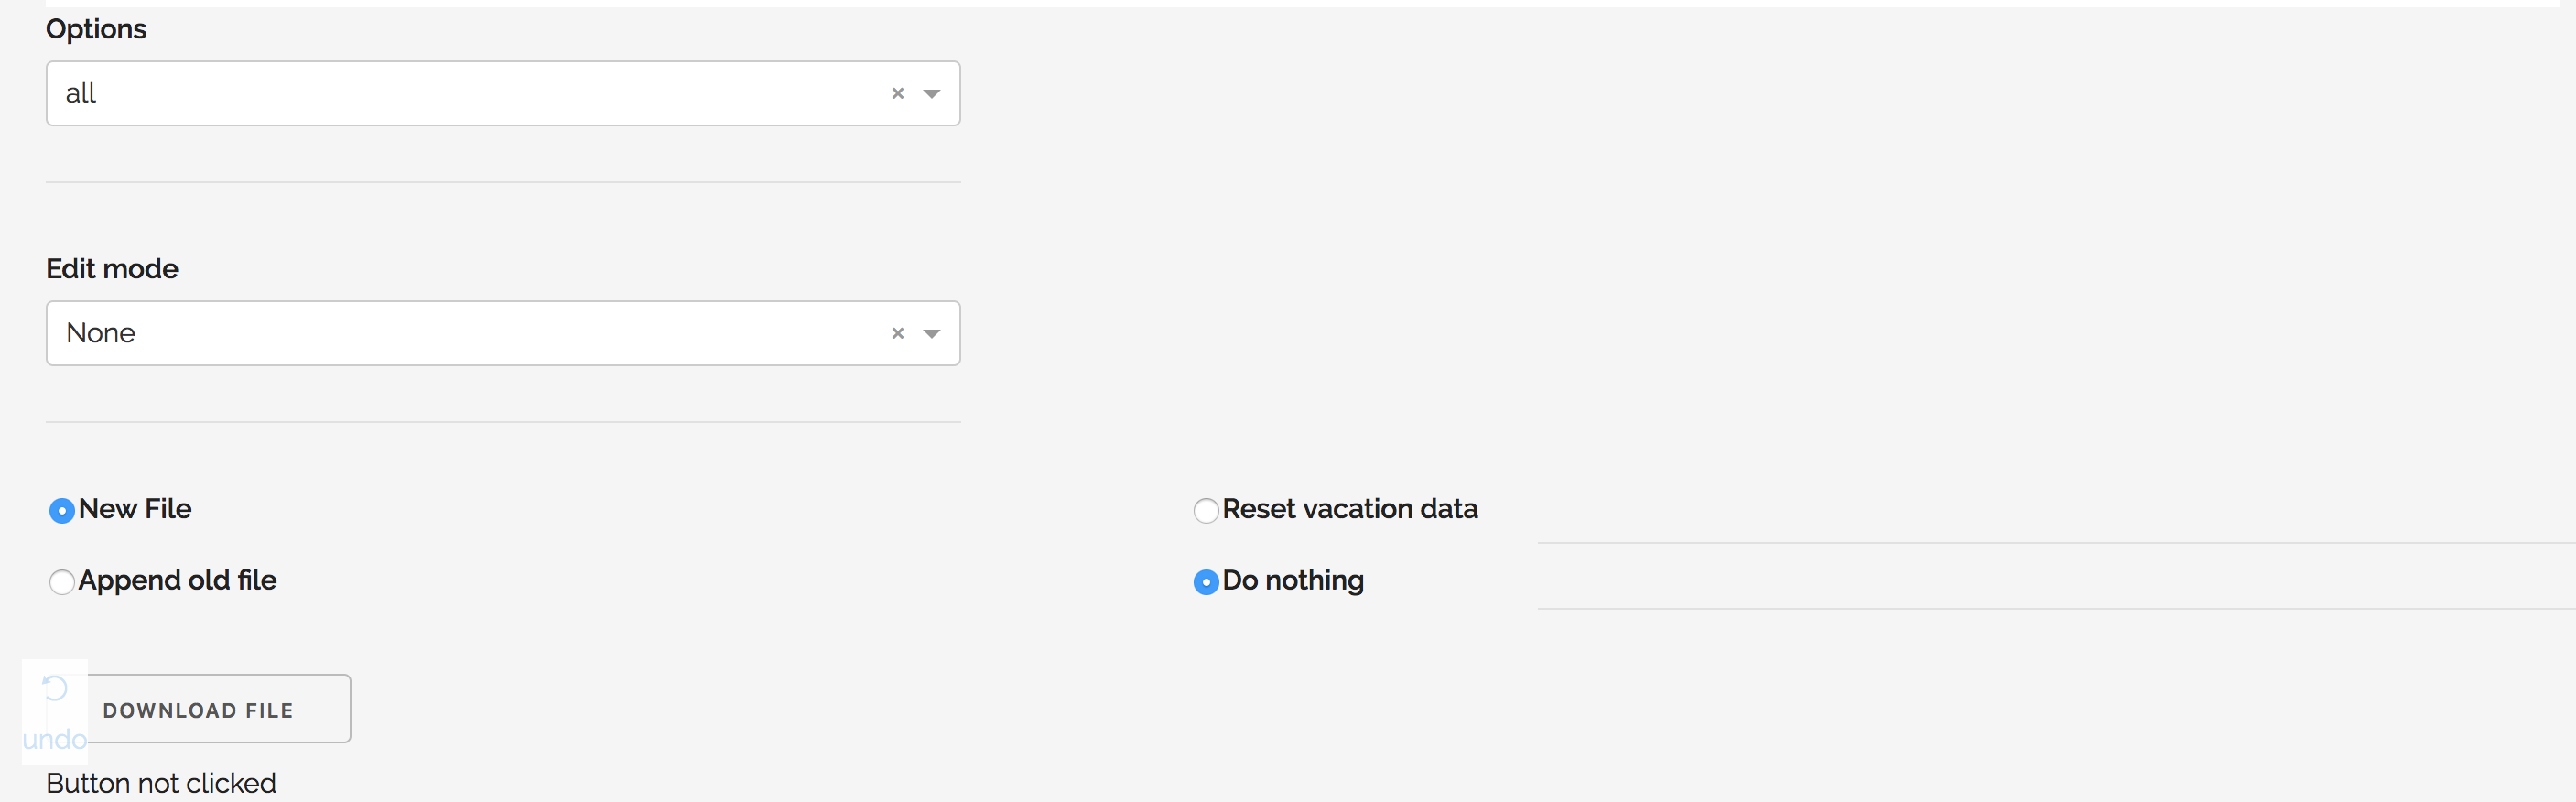 Options
all
Edit mode
None
New File
Reset vacation data
Append old file
Do nothing
DOWNLOAD FILE
undo
Button not clicked